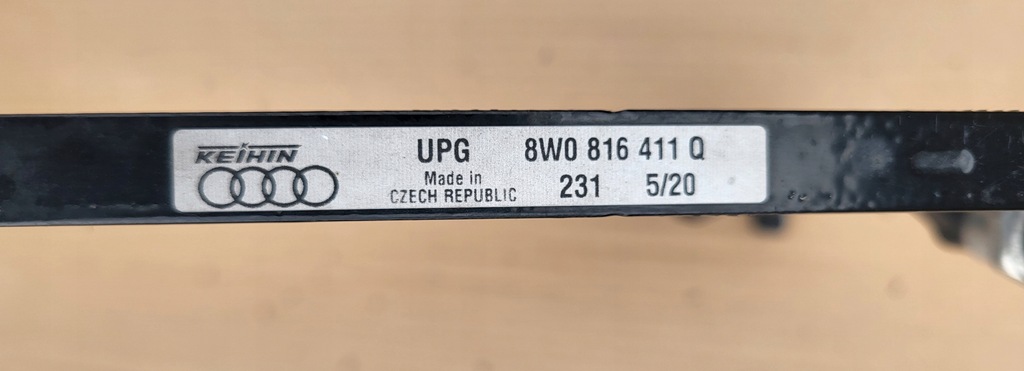 KEIHIN
UPG 8W0 816 411 Q
Made in
CZECH REPUBLIC
231 5/20